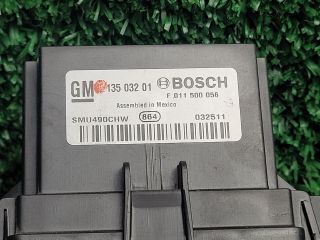 GM 135 032 01 BOSCH
F 011 500 056
Assembled in Mexico
SMU490CHW 864 032511